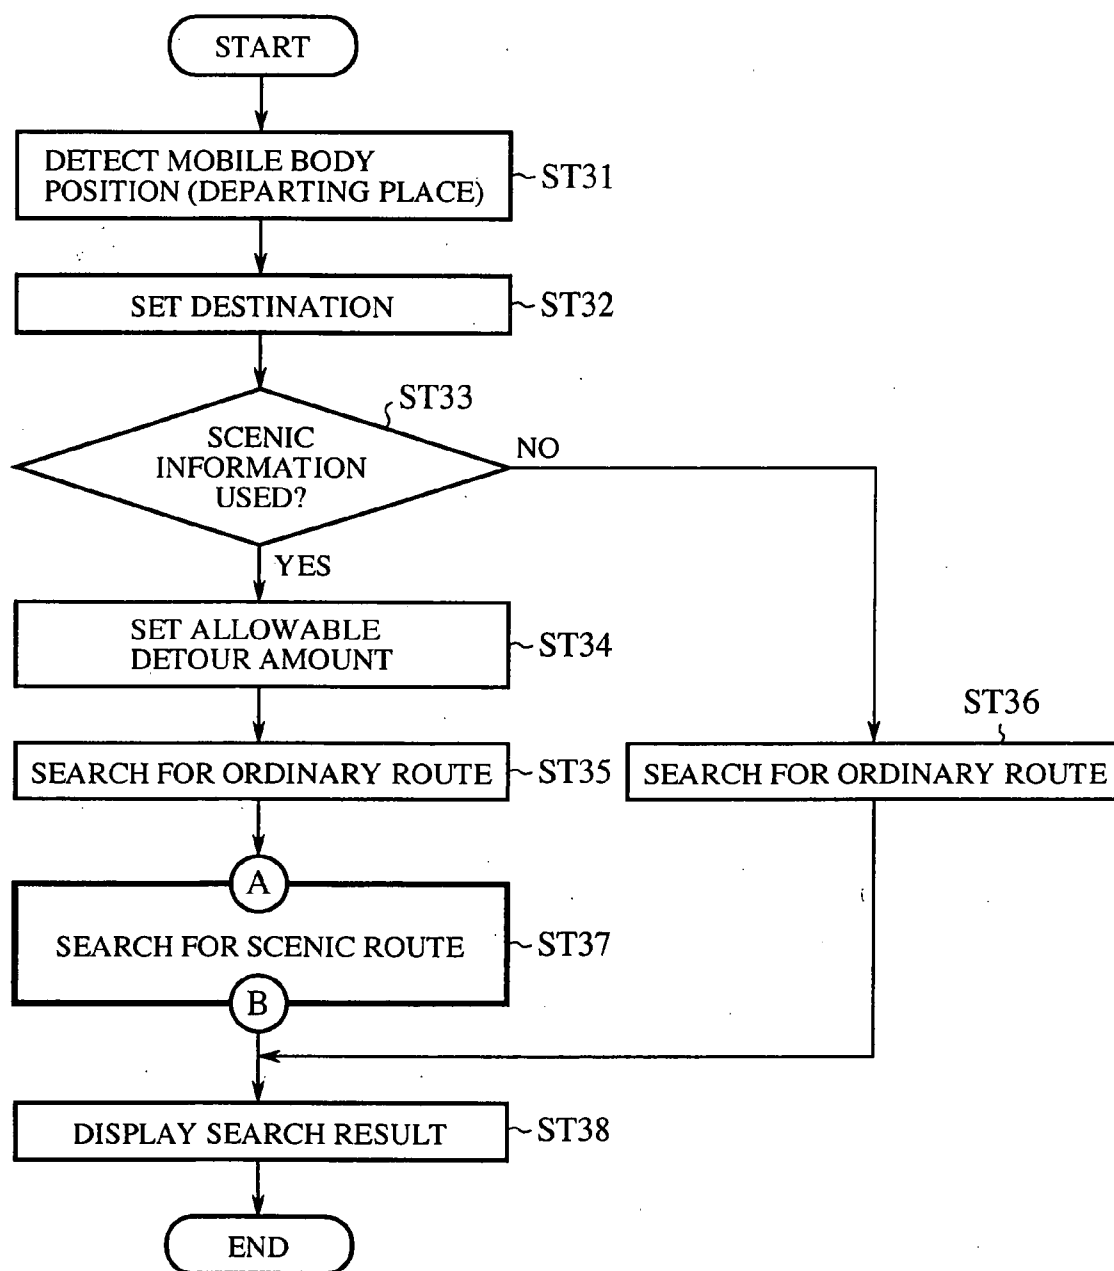 START
DETECT MOBILE BODY
POSITION (DEPARTING PLACE)
ST31
SET DESTINATION
ST32
ST33
SCENIC
INFORMATION
USED?
NO
YES
SET ALLOWABLE
DETOUR AMOUNT
ST34
ST36
SEARCH FOR ORDINARY ROUTE
ST35
SEARCH FOR ORDINARY ROUTE
A
SEARCH FOR SCENIC ROUTE
ST37
B
DISPLAY SEARCH RESULT
ST38
END